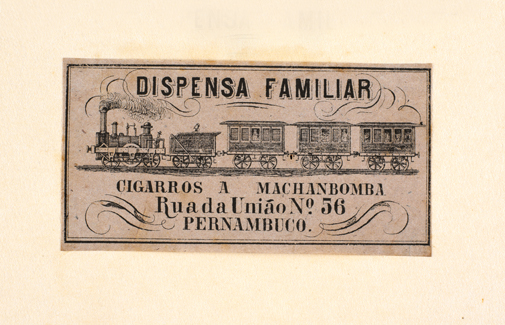 DISPENSA FAMILIAR
CIGARROS A MACHANBOMBA
Rua da União Nº 56
PERNAMBUCO.